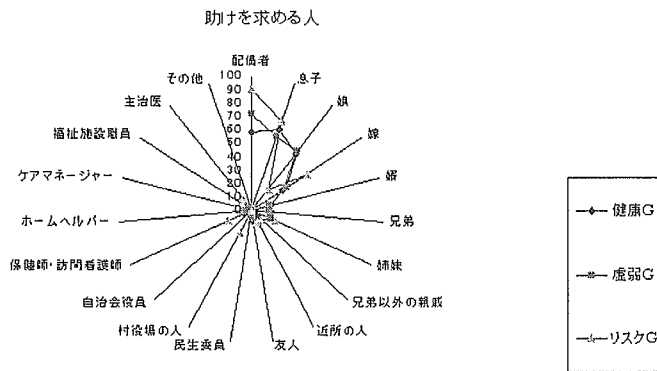 助けを求める人
配偶者
100
90
80
70
60
50
40
30
20
10
0
息子
娘
嫁
婿
兄弟
姉妹
兄弟以外の親戚
近所の人
友人
民生委員
村役場の人
自治会役員
保健師・訪問看護師
ホームヘルパー
ケアマネージャー
福祉施設職員
主治医
その他
健康G
虚弱G
リスクG